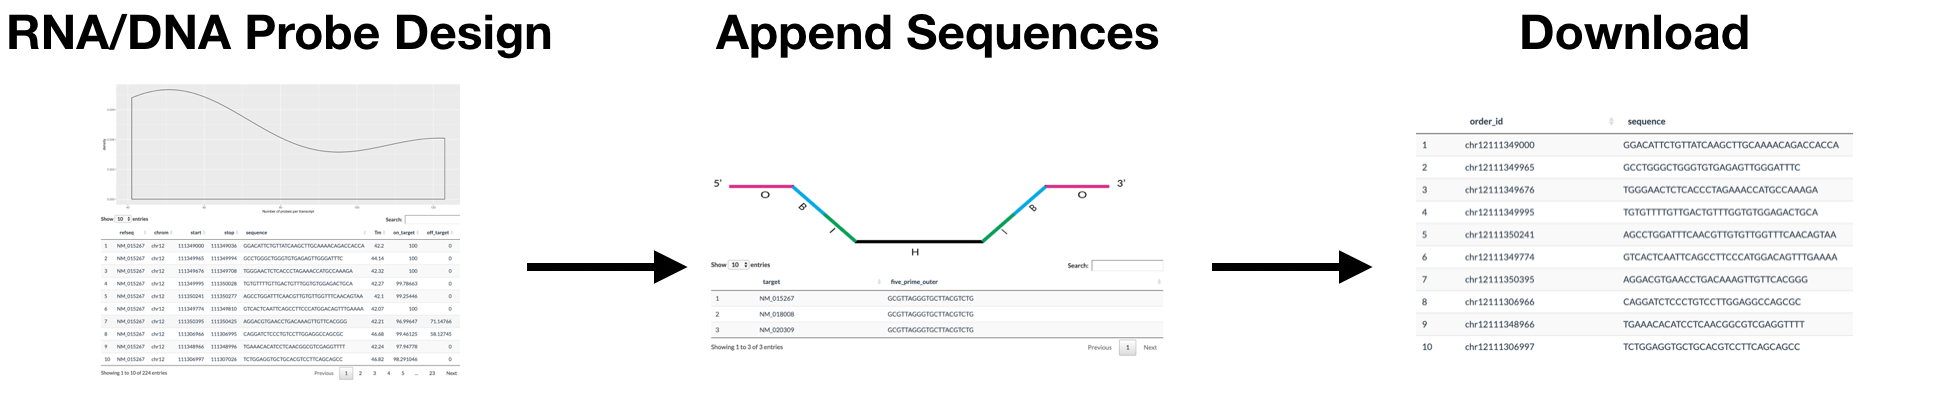 RNA/DNA Probe Design
Number of probes per transcript
Show 10 entries Search:
refseq chrom start stop sequence Tm on_target off_target
1 NM_015267 chr12 111349000 111349036 GGACATTCTGTTATCAAGCTTGCAAAACAGACCACCA 42.2 100 0
2 NM_015267 chr12 111349965 111349994 GCCTGGGCTGGGTGTGAGAGTTGGGATTTC 44.14 100 0
3 NM_015267 chr12 111349676 111349708 TGGGAACTCTCACCCTAGAAACCATGCCAAAGA 42.32 100 0
4 NM_015267 chr12 111349995 111350028 TGTGTTTTGTTGACTGTTTGGTGTGGAGACTGCA 42.27 99.78663 0
5 NM_015267 chr12 111350241 111350277 AGCCTGGATTTCAACGTTGTGTTGGTTTCAACAGTAA 42.1 99.25446 0
6 NM_015267 chr12 111349774 111349810 GTCACTCAATTCAGCCTTCCCATGGACAGTTTGAAAA 42.07 100 0
7 NM_015267 chr12 111350395 111350425 AGGACGTGAACCTGACAAAGTTGTTCACGGG 42.21 96.99647 71.14766
8 NM_015267 chr12 111306966 111306995 CAGGATCTCCCTGTCCTTGGAGGCCAGCGC 46.68 99.46125 58.12745
9 NM_015267 chr12 111348966 111348996 TGAAACACATCCTCAACGGCGTCGAGGTTTT 42.24 97.94778 0
10 NM_015267 chr12 111306997 111307026 TCTGGAGGTGCTGCACGTCCTTCAGCAGCC 46.82 98.291046 0
Showing 1 to 10 of 224 entries Previous 1 2 3 4 5 ... 23 Next
Append Sequences
5' O B I H I B O 3'
Show 10 entries Search:
target five_prime_outer
1 NM_015267 GCGTTAGGGTGCTTACGTCTG
2 NM_018008 GCGTTAGGGTGCTTACGTCTG
3 NM_020309 GCGTTAGGGTGCTTACGTCTG
Showing 1 to 3 of 3 entries Previous 1 Next
Download
order_id sequence
1 chr12111349000 GGACATTCTGTTATCAAGCTTGCAAAACAGACCACCA
2 chr12111349965 GCCTGGGCTGGGTGTGAGAGTTGGGATTTC
3 chr12111349676 TGGGAACTCTCACCCTAGAAACCATGCCAAAGA
4 chr12111349995 TGTGTTTTGTTGACTGTTTGGTGTGGAGACTGCA
5 chr12111350241 AGCCTGGATTTCAACGTTGTGTTGGTTTCAACAGTAA
6 chr12111349774 GTCACTCAATTCAGCCTTCCCATGGACAGTTTGAAAA
7 chr12111350395 AGGACGTGAACCTGACAAAGTTGTTCACGGG
8 chr12111306966 CAGGATCTCCCTGTCCTTGGAGGCCAGCGC
9 chr12111348966 TGAAACACATCCTCAACGGCGTCGAGGTTTT
10 chr12111306997 TCTGGAGGTGCTGCACGTCCTTCAGCAGCC